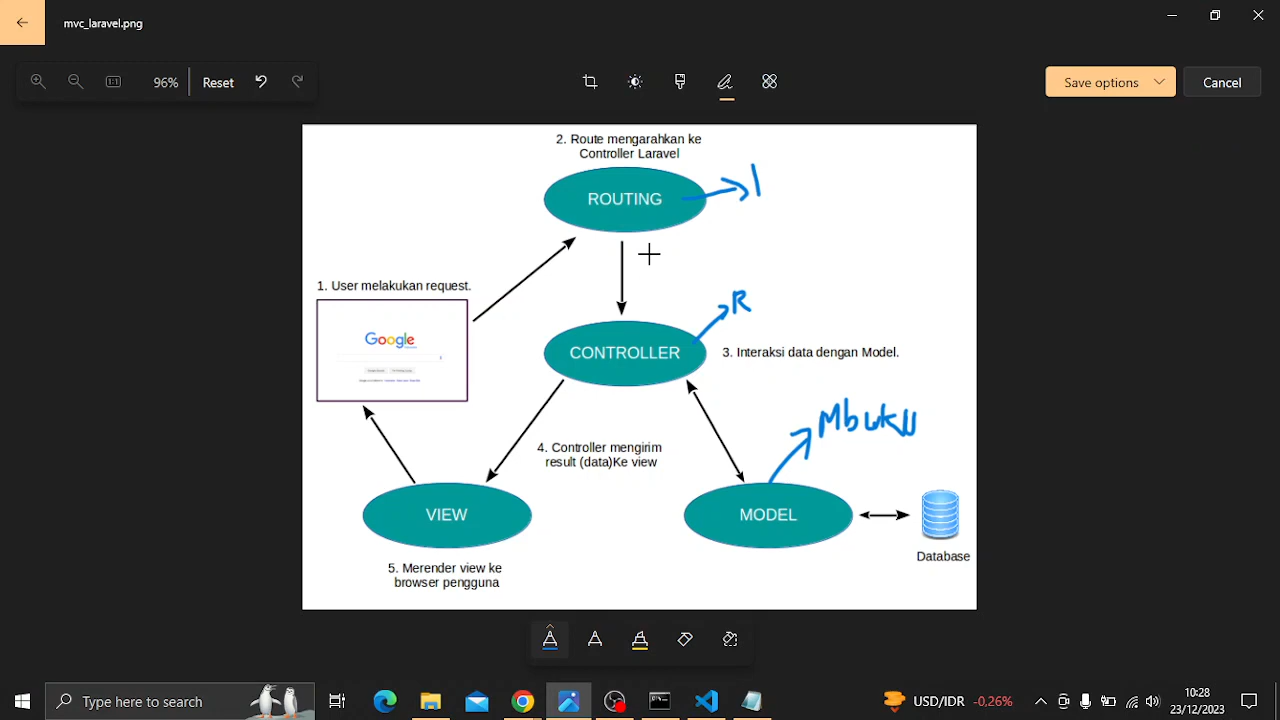 mvc_laravel.png
96%
Reset
Save options
Cancel
2. Route mengarahkan ke
Controller Laravel
ROUTING
1. User melakukan request.
Google
R
CONTROLLER
3. Interaksi data dengan Model.
Mbuku
4. Controller mengirim
result (data)Ke view
VIEW
MODEL
Database
5. Merender view ke
browser pengguna
Type here to search
USD/IDR -0,26%
10:28
23/12/2023